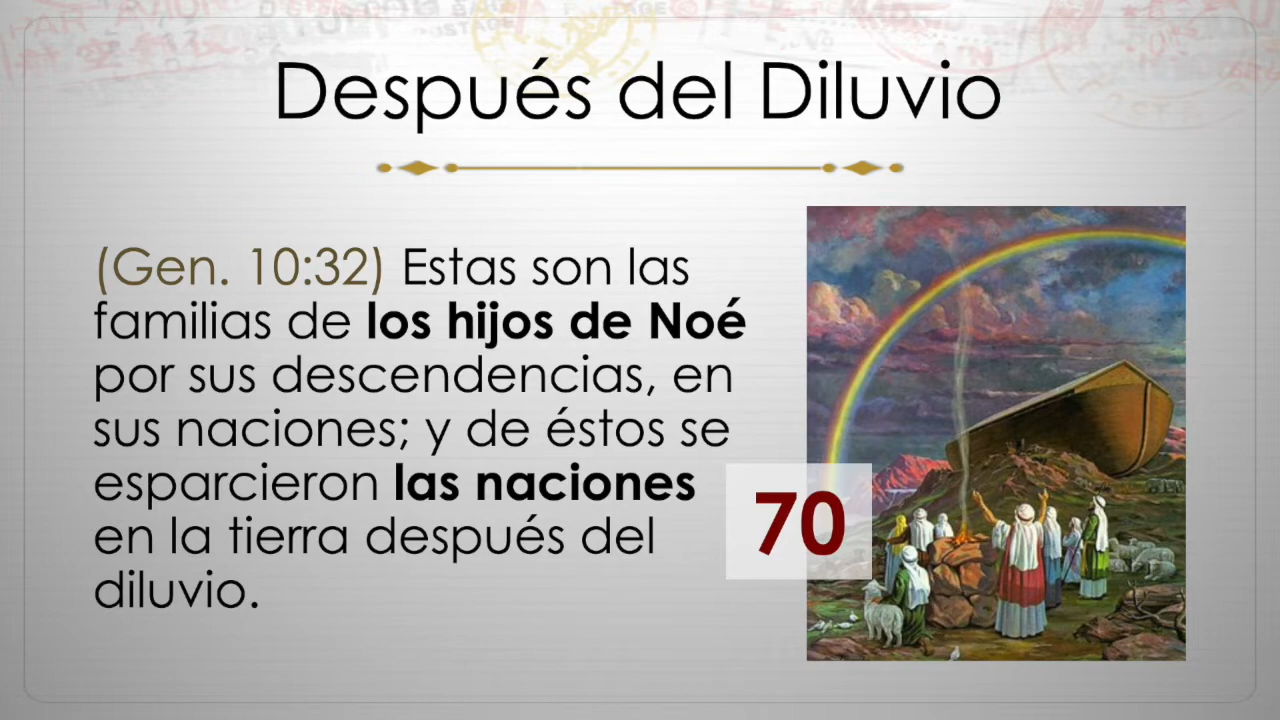 Después del Diluvio
(Gen. 10:32) Estas son las
familias de los hijos de Noé
por sus descendencias, en
sus naciones; y de éstos se
esparcieron las naciones
en la tierra después del
diluvio.
70